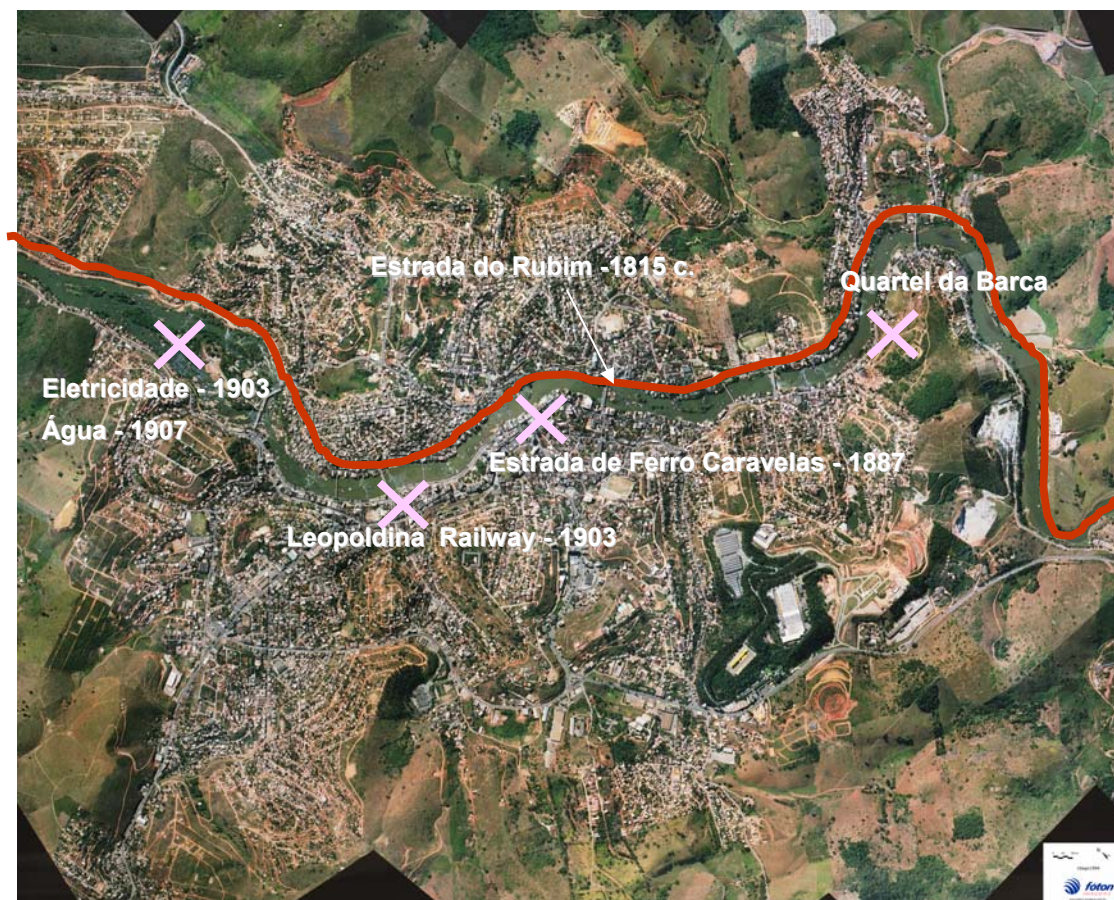 Estrada do Rubim -1815 c.
Quartel da Barca
Eletricidade - 1903
Água - 1907
Estrada de Ferro Caravelas - 1887
Leopoldina Railway - 1903
foton